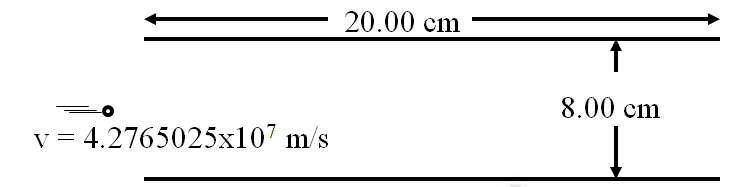 20.00 cm
8.00 cm
v = 4.2765025x10⁷ m/s